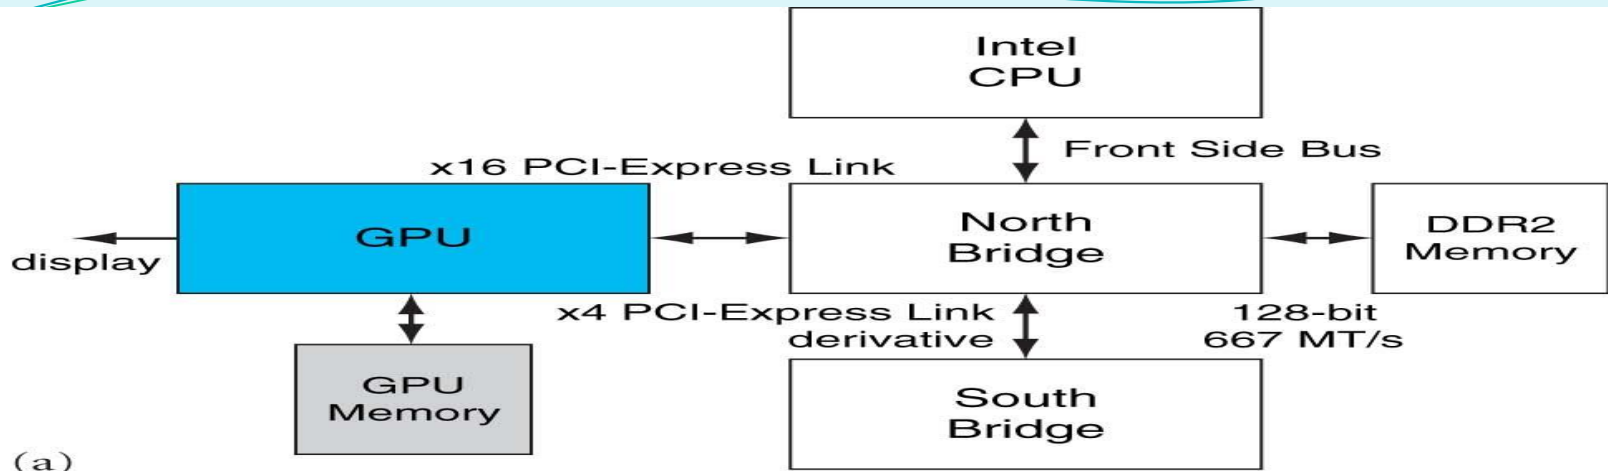 Intel
CPU
Front Side Bus
x16 PCI-Express Link
GPU
North
Bridge
DDR2
Memory
display
x4 PCI-Express Link
derivative
128-bit
667 MT/s
GPU
Memory
South
Bridge
(a)